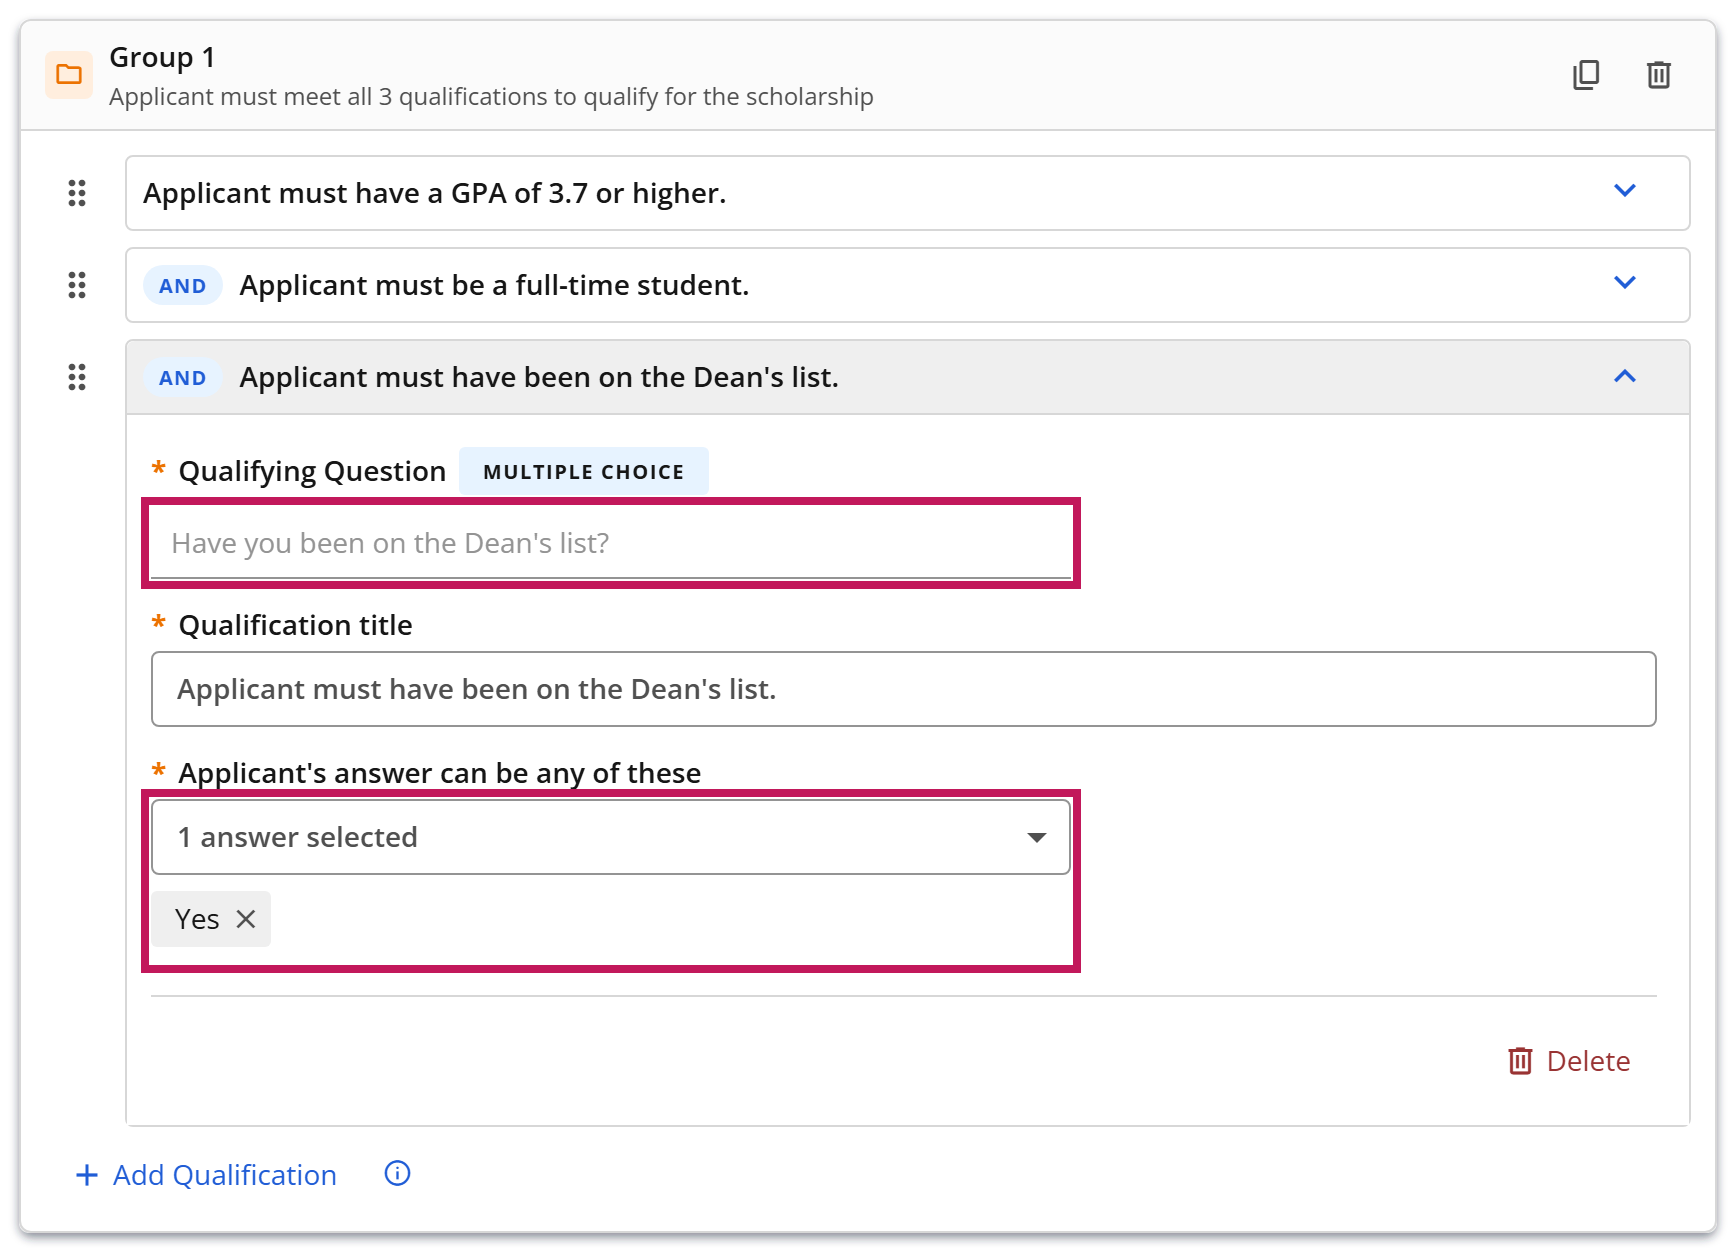 Group 1
Applicant must meet all 3 qualifications to qualify for the scholarship
Applicant must have a GPA of 3.7 or higher.
AND Applicant must be a full-time student.
AND Applicant must have been on the Dean's list.
* Qualifying Question MULTIPLE CHOICE
Have you been on the Dean's list?
* Qualification title
Applicant must have been on the Dean's list.
* Applicant's answer can be any of these
1 answer selected
Yes
Delete
+ Add Qualification